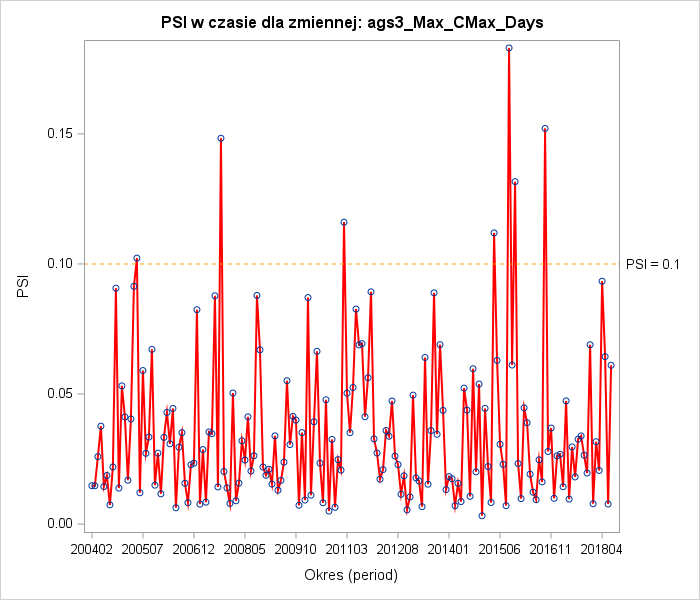 PSI w czasie dla zmiennej: ags3_Max_CMax_Days
0.15
0.10
0.05
0.00
PSI
PSI = 0.1
200402 200507 200612 200805 200910 201103 201208 201401 201506 201611 201804
Okres (period)